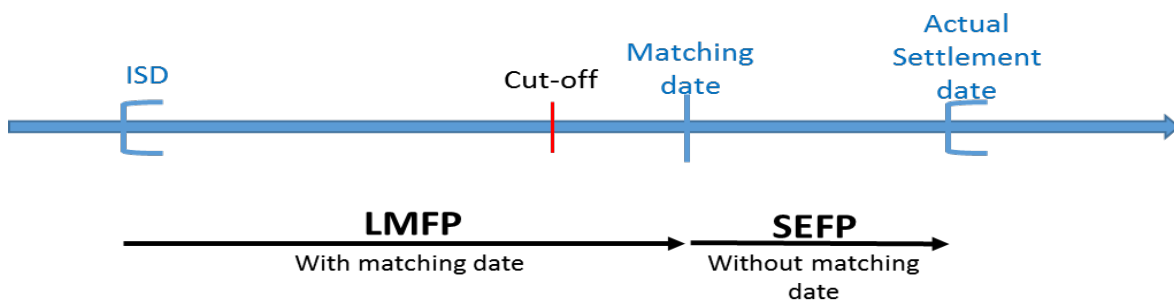 ISD
Cut-off
Matching
date
Actual
Settlement
date
LMFP
With matching date
SEFP
Without matching
date